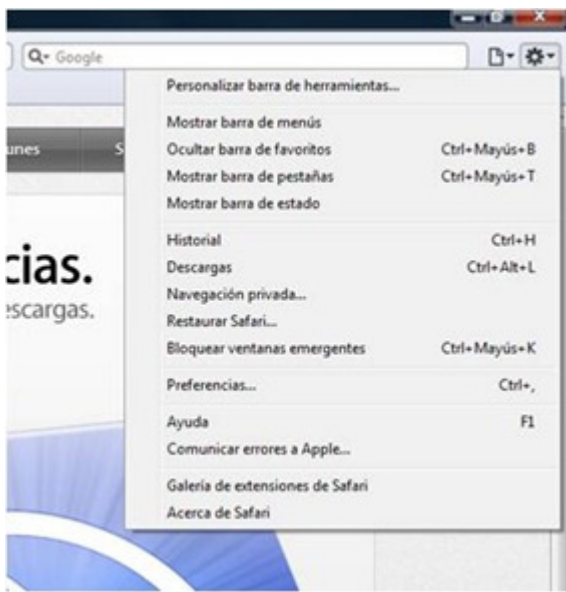 Google
Personalizar barra de herramientas...
Mostrar barra de menús
unes S Ocultar barra de favoritos Ctrl+Mayús+B
Mostrar barra de pestañas Ctrl+Mayús+T
Mostrar barra de estado
Historial Ctrl+H
cias.
Descargas Ctrl+Alt+L
Navegación privada...
escargas.
Restaurar Safari...
Bloquear ventanas emergentes Ctrl+Mayús+K
Preferencias... Ctrl+,
Ayuda F1
Comunicar errores a Apple...
Galería de extensiones de Safari
Acerca de Safari